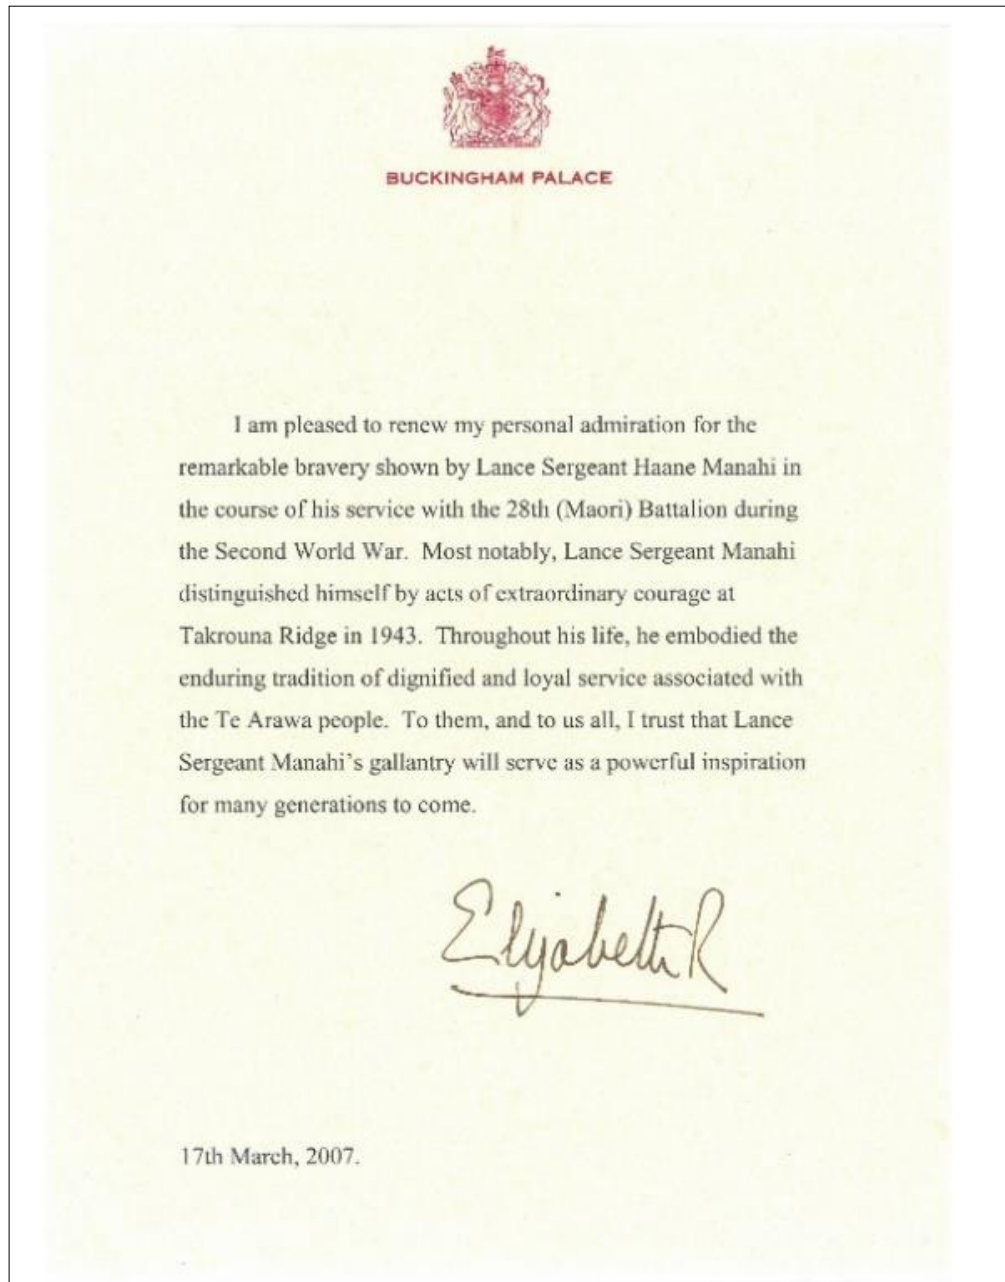 BUCKINGHAM PALACE
I am pleased to renew my personal admiration for the
remarkable bravery shown by Lance Sergeant Haane Manahi in
the course of his service with the 28th (Maori) Battalion during
the Second World War. Most notably, Lance Sergeant Manahi
distinguished himself by acts of extraordinary courage at
Takrouna Ridge in 1943. Throughout his life, he embodied the
enduring tradition of dignified and loyal service associated with
the Te Arawa people. To them, and to us all, I trust that Lance
Sergeant Manahi's gallantry will serve as a powerful inspiration
for many generations to come.
Elizabeth R
17th March, 2007.